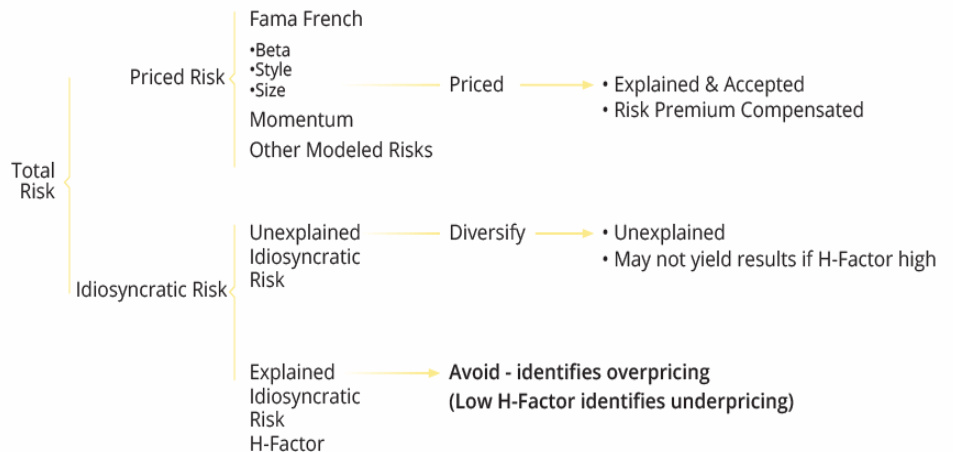 Total
Risk
Priced Risk
Fama French
•Beta
•Style
•Size
Momentum
Other Modeled Risks
Priced
• Explained & Accepted
• Risk Premium Compensated
Idiosyncratic Risk
Unexplained
Idiosyncratic
Risk
Diversify
• Unexplained
• May not yield results if H-Factor high
Explained
Idiosyncratic
Risk
H-Factor
Avoid - identifies overpricing
(Low H-Factor identifies underpricing)